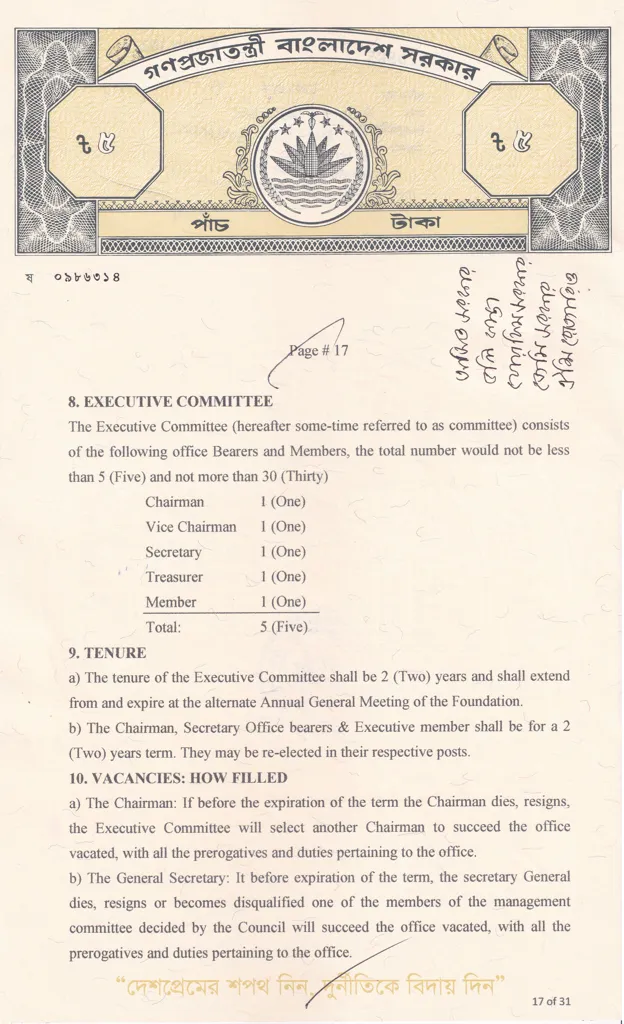 গণপ্রজাতন্ত্রী বাংলাদেশ সরকার
৳ ৫
৳ ৫
পাঁচ টাকা
ষ ০৯৮৬৩১৪
Page # 17
8. EXECUTIVE COMMITTEE
The Executive Committee (hereafter some-time referred to as committee) consists
of the following office Bearers and Members, the total number would not be less
than 5 (Five) and not more than 30 (Thirty)
Chairman 1 (One)
Vice Chairman 1 (One)
Secretary 1 (One)
Treasurer 1 (One)
Member 1 (One)
Total: 5 (Five)
9. TENURE
a) The tenure of the Executive Committee shall be 2 (Two) years and shall extend
from and expire at the alternate Annual General Meeting of the Foundation.
b) The Chairman, Secretary Office bearers & Executive member shall be for a 2
(Two) years term. They may be re-elected in their respective posts.
10. VACANCIES: HOW FILLED
a) The Chairman: If before the expiration of the term the Chairman dies, resigns,
the Executive Committee will select another Chairman to succeed the office
vacated, with all the prerogatives and duties pertaining to the office.
b) The General Secretary: It before expiration of the term, the secretary General
dies, resigns or becomes disqualified one of the members of the management
committee decided by the Council will succeed the office vacated, with all the
prerogatives and duties pertaining to the office.
“দেশপ্রেমের শপথ নিন, দুর্নীতিকে বিদায় দিন”
17 of 31